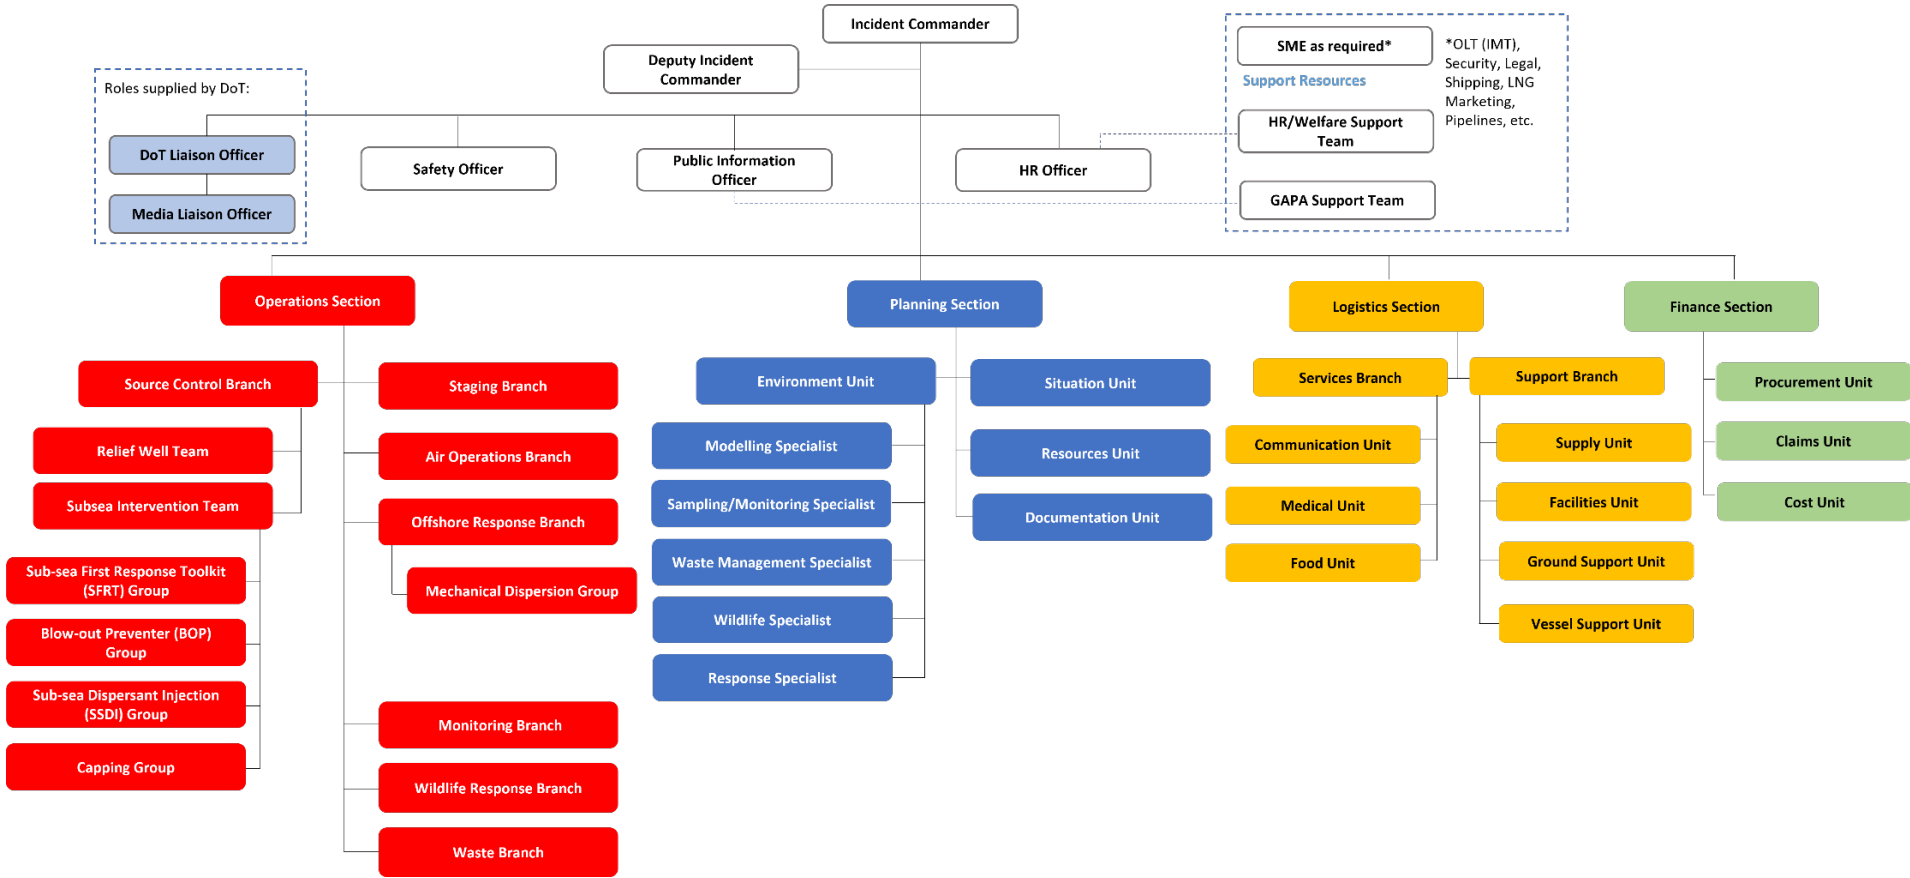 Incident Commander
Deputy Incident
Commander
Roles supplied by DoT:
DoT Liaison Officer
Media Liaison Officer
Safety Officer
Public Information
Officer
HR Officer
SME as required*
Support Resources
HR/Welfare Support
Team
GAPA Support Team
*OLT (IMT),
Security, Legal,
Shipping, LNG
Marketing,
Pipelines, etc.
Operations Section
Source Control Branch
Relief Well Team
Subsea Intervention Team
Sub-sea First Response Toolkit
(SFRT) Group
Blow-out Preventer (BOP)
Group
Sub-sea Dispersant Injection
(SSDI) Group
Capping Group
Staging Branch
Air Operations Branch
Offshore Response Branch
Mechanical Dispersion Group
Monitoring Branch
Wildlife Response Branch
Waste Branch
Planning Section
Environment Unit
Modelling Specialist
Sampling/Monitoring Specialist
Waste Management Specialist
Wildlife Specialist
Response Specialist
Situation Unit
Resources Unit
Documentation Unit
Logistics Section
Services Branch
Communication Unit
Medical Unit
Food Unit
Support Branch
Supply Unit
Facilities Unit
Ground Support Unit
Vessel Support Unit
Finance Section
Procurement Unit
Claims Unit
Cost Unit